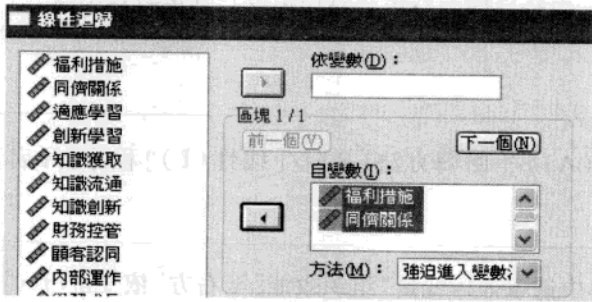 線性迴歸
福利措施
同儕關係
適應學習
創新學習
知識獲取
知識流通
知識創新
財務控管
顧客認同
內部運作
依變數(D)：
區塊 1 / 1
前一個(V)
下一個(N)
自變數(I)：
福利措施
同儕關係
方法(M)：
強迫進入變數